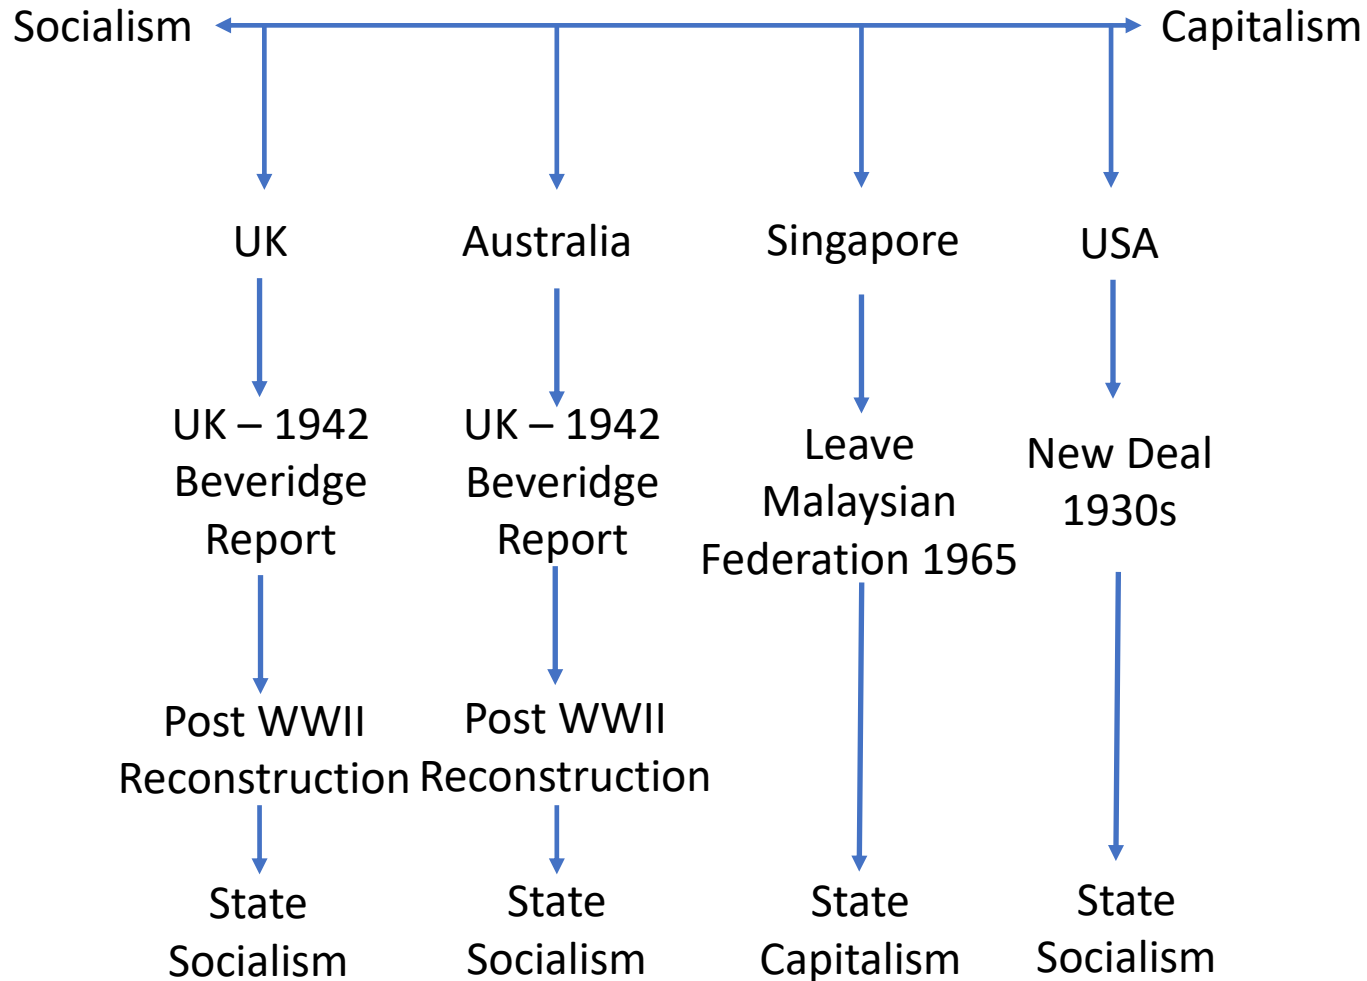 Socialism
Capitalism
UK
Australia
Singapore
USA
UK – 1942
Beveridge
Report
UK – 1942
Beveridge
Report
Leave
Malaysian
Federation 1965
New Deal
1930s
Post WWII
Reconstruction
Post WWII
Reconstruction
State
Socialism
State
Socialism
State
Capitalism
State
Socialism